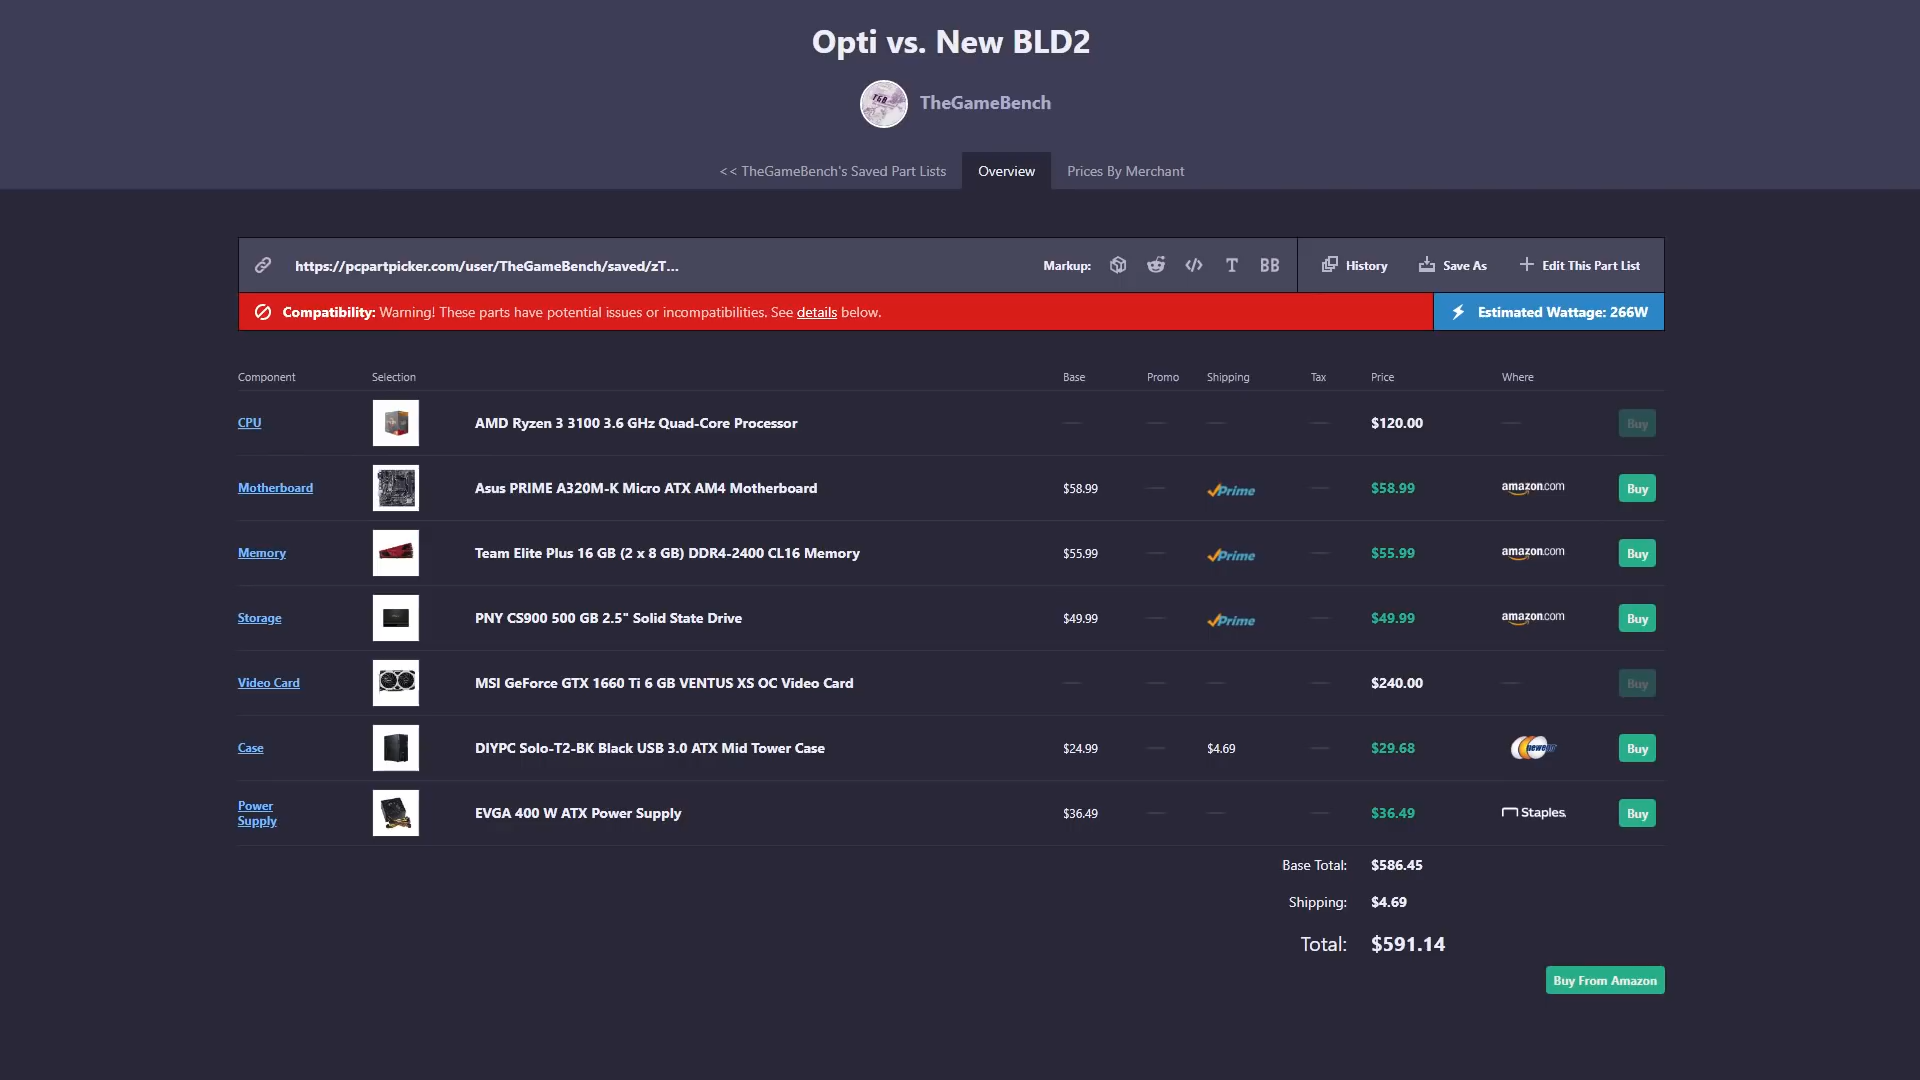 Opti vs. New BLD2
TGB
TheGameBench
<< TheGameBench's Saved Part Lists Overview Prices By Merchant
https://pcpartpicker.com/user/TheGameBench/saved/zT... Markup: T BB History Save As Edit This Part List
Compatibility: Warning! These parts have potential issues or incompatibilities. See details below. Estimated Wattage: 266W
Component Selection Base Promo Shipping Tax Price Where
CPU AMD Ryzen 3 3100 3.6 GHz Quad-Core Processor $120.00 Buy
Motherboard Asus PRIME A320M-K Micro ATX AM4 Motherboard $58.99 Prime $58.99 amazon.com Buy
Memory Team Elite Plus 16 GB (2 x 8 GB) DDR4-2400 CL16 Memory $55.99 Prime $55.99 amazon.com Buy
Storage PNY CS900 500 GB 2.5" Solid State Drive $49.99 Prime $49.99 amazon.com Buy
Video Card MSI GeForce GTX 1660 Ti 6 GB VENTUS XS OC Video Card $240.00 Buy
Case DIYPC Solo-T2-BK Black USB 3.0 ATX Mid Tower Case $24.99 $4.69 $29.68 newegg Buy
Power
Supply EVGA 400 W ATX Power Supply $36.49 $36.49 Staples Buy
Base Total: $586.45
Shipping: $4.69
Total: $591.14
Buy From Amazon